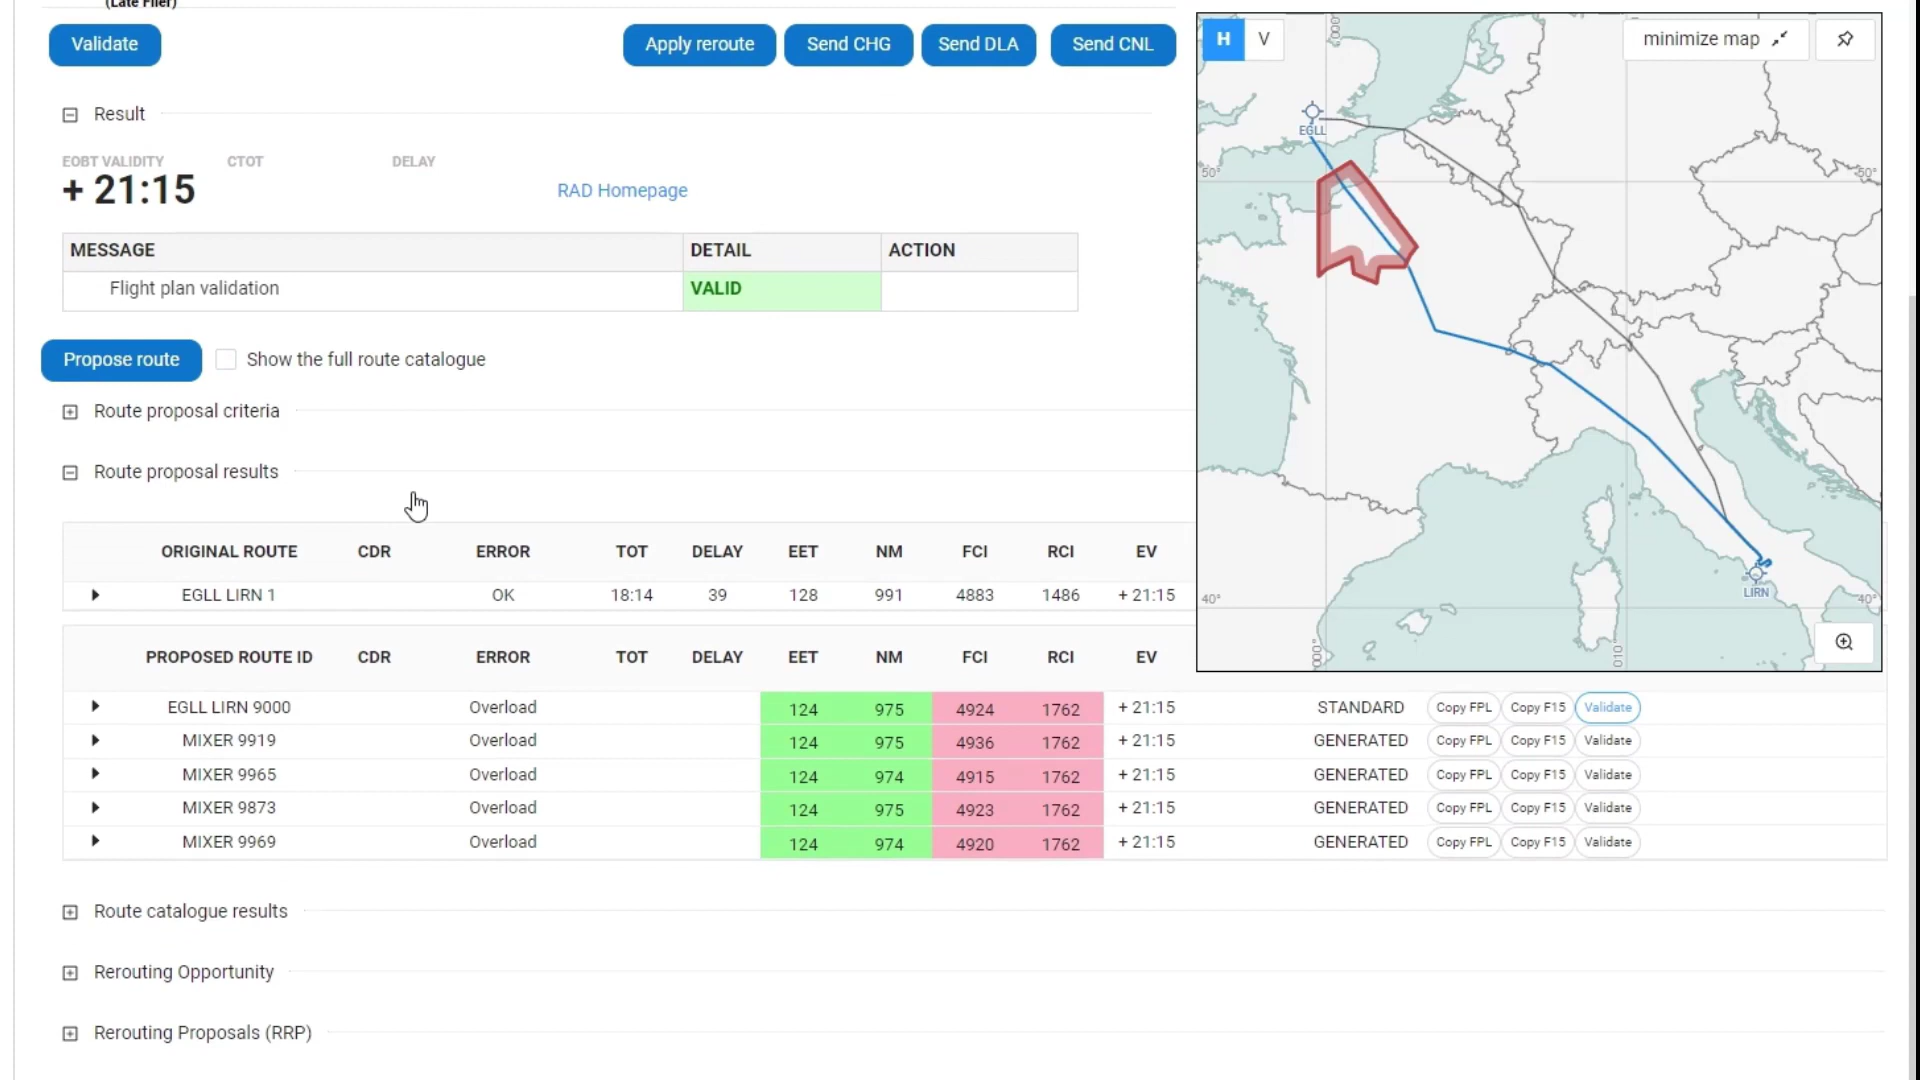 (Late Filer)
Validate
Apply reroute
Send CHG
Send DLA
Send CNL
Result
EOBT VALIDITY CTOT DELAY
+ 21:15
RAD Homepage
MESSAGE DETAIL ACTION
Flight plan validation VALID
Propose route
Show the full route catalogue
Route proposal criteria
Route proposal results
ORIGINAL ROUTE CDR ERROR TOT DELAY EET NM FCI RCI EV
EGLL LIRN 1 OK 18:14 39 128 991 4883 1486 + 21:15
PROPOSED ROUTE ID CDR ERROR TOT DELAY EET NM FCI RCI EV
EGLL LIRN 9000 Overload 124 975 4924 1762 + 21:15 STANDARD Copy FPL Copy F15 Validate
MIXER 9919 Overload 124 975 4936 1762 + 21:15 GENERATED Copy FPL Copy F15 Validate
MIXER 9965 Overload 124 974 4915 1762 + 21:15 GENERATED Copy FPL Copy F15 Validate
MIXER 9873 Overload 124 975 4923 1762 + 21:15 GENERATED Copy FPL Copy F15 Validate
MIXER 9969 Overload 124 974 4920 1762 + 21:15 GENERATED Copy FPL Copy F15 Validate
Route catalogue results
Rerouting Opportunity
Rerouting Proposals (RRP)
H V
minimize map
000°
EGLL
50° 50°
LIRN
40° 40°
000° 010°